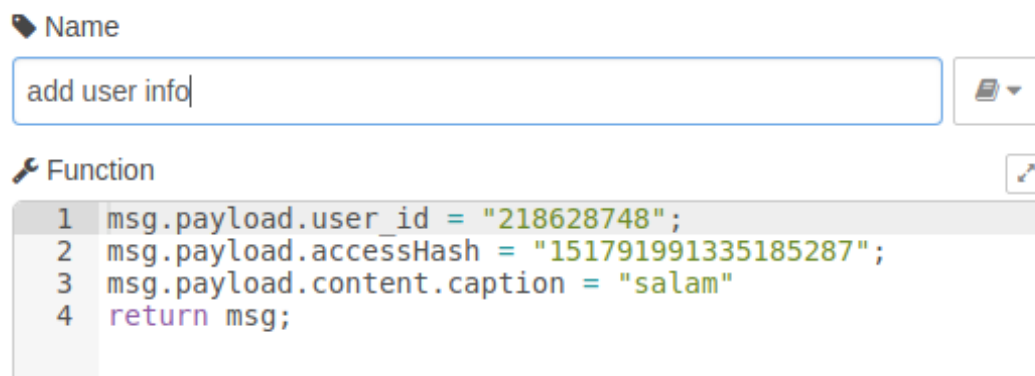 Name
add user info
Function
1 msg.payload.user_id = "218628748";
2 msg.payload.accessHash = "151791991335185287";
3 msg.payload.content.caption = "salam"
4 return msg;